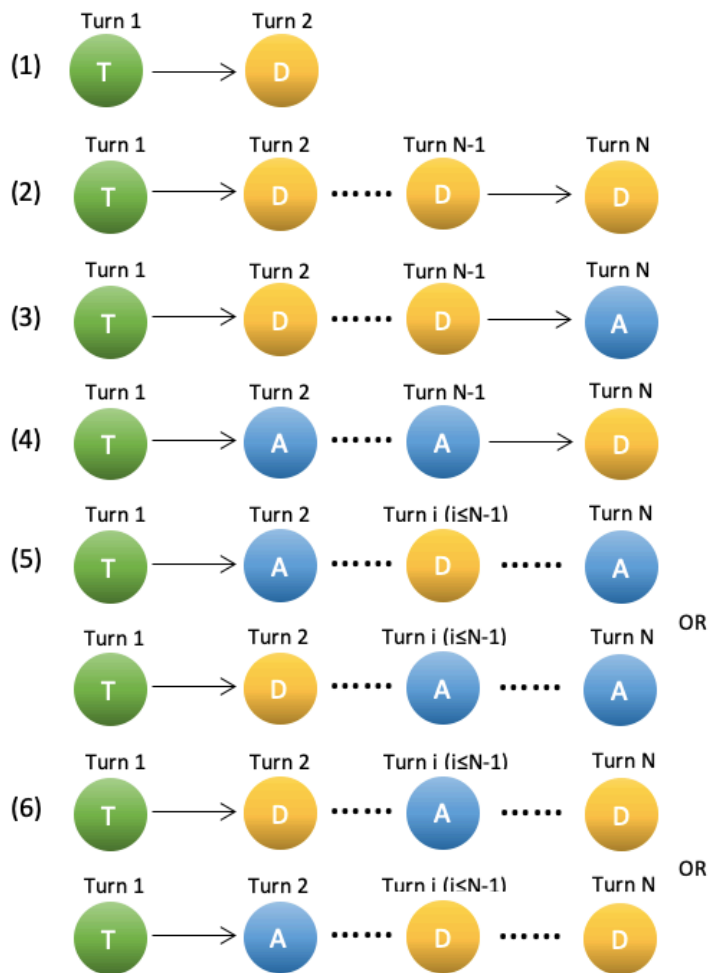 Turn 1 Turn 2
(1) T D
Turn 1 Turn 2 Turn N-1 Turn N
(2) T D ...... D D
Turn 1 Turn 2 Turn N-1 Turn N
(3) T D ...... D A
Turn 1 Turn 2 Turn N-1 Turn N
(4) T A ...... A D
Turn 1 Turn 2 Turn i (i≤N-1) Turn N
(5) T A ...... D ...... A
OR
Turn 1 Turn 2 Turn i (i≤N-1) Turn N
T D ...... A ...... A
Turn 1 Turn 2 Turn i (i≤N-1) Turn N
(6) T D ...... A ...... D
OR
Turn 1 Turn 2 Turn i (i≤N-1) Turn N
T A ...... D ...... D